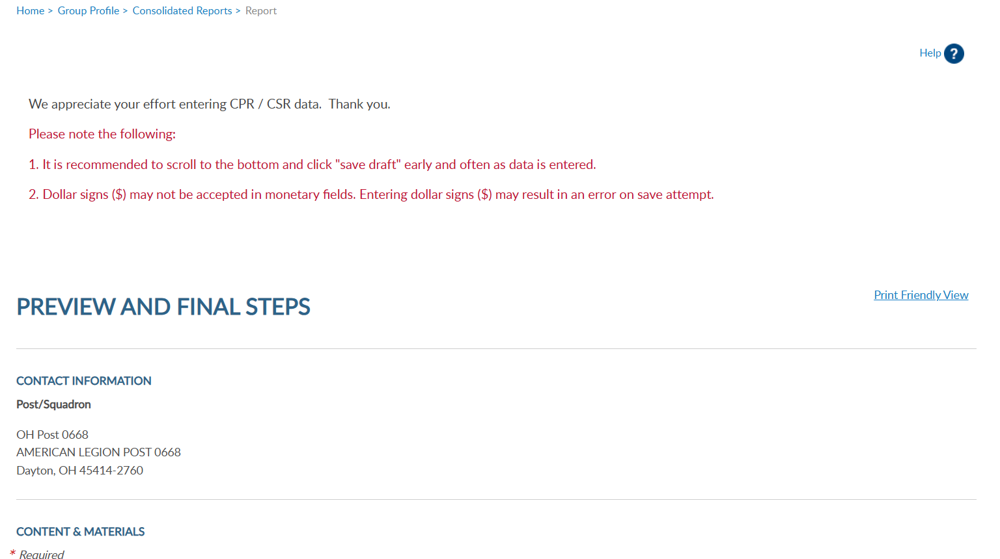 Home > Group Profile > Consolidated Reports > Report
Help ?
We appreciate your effort entering CPR / CSR data.  Thank you.
Please note the following:
1. It is recommended to scroll to the bottom and click "save draft" early and often as data is entered.
2. Dollar signs ($) may not be accepted in monetary fields. Entering dollar signs ($) may result in an error on save attempt.
Print Friendly View
PREVIEW AND FINAL STEPS
CONTACT INFORMATION
Post/Squadron
OH Post 0668
AMERICAN LEGION POST 0668
Dayton, OH 45414-2760
CONTENT & MATERIALS
* Required